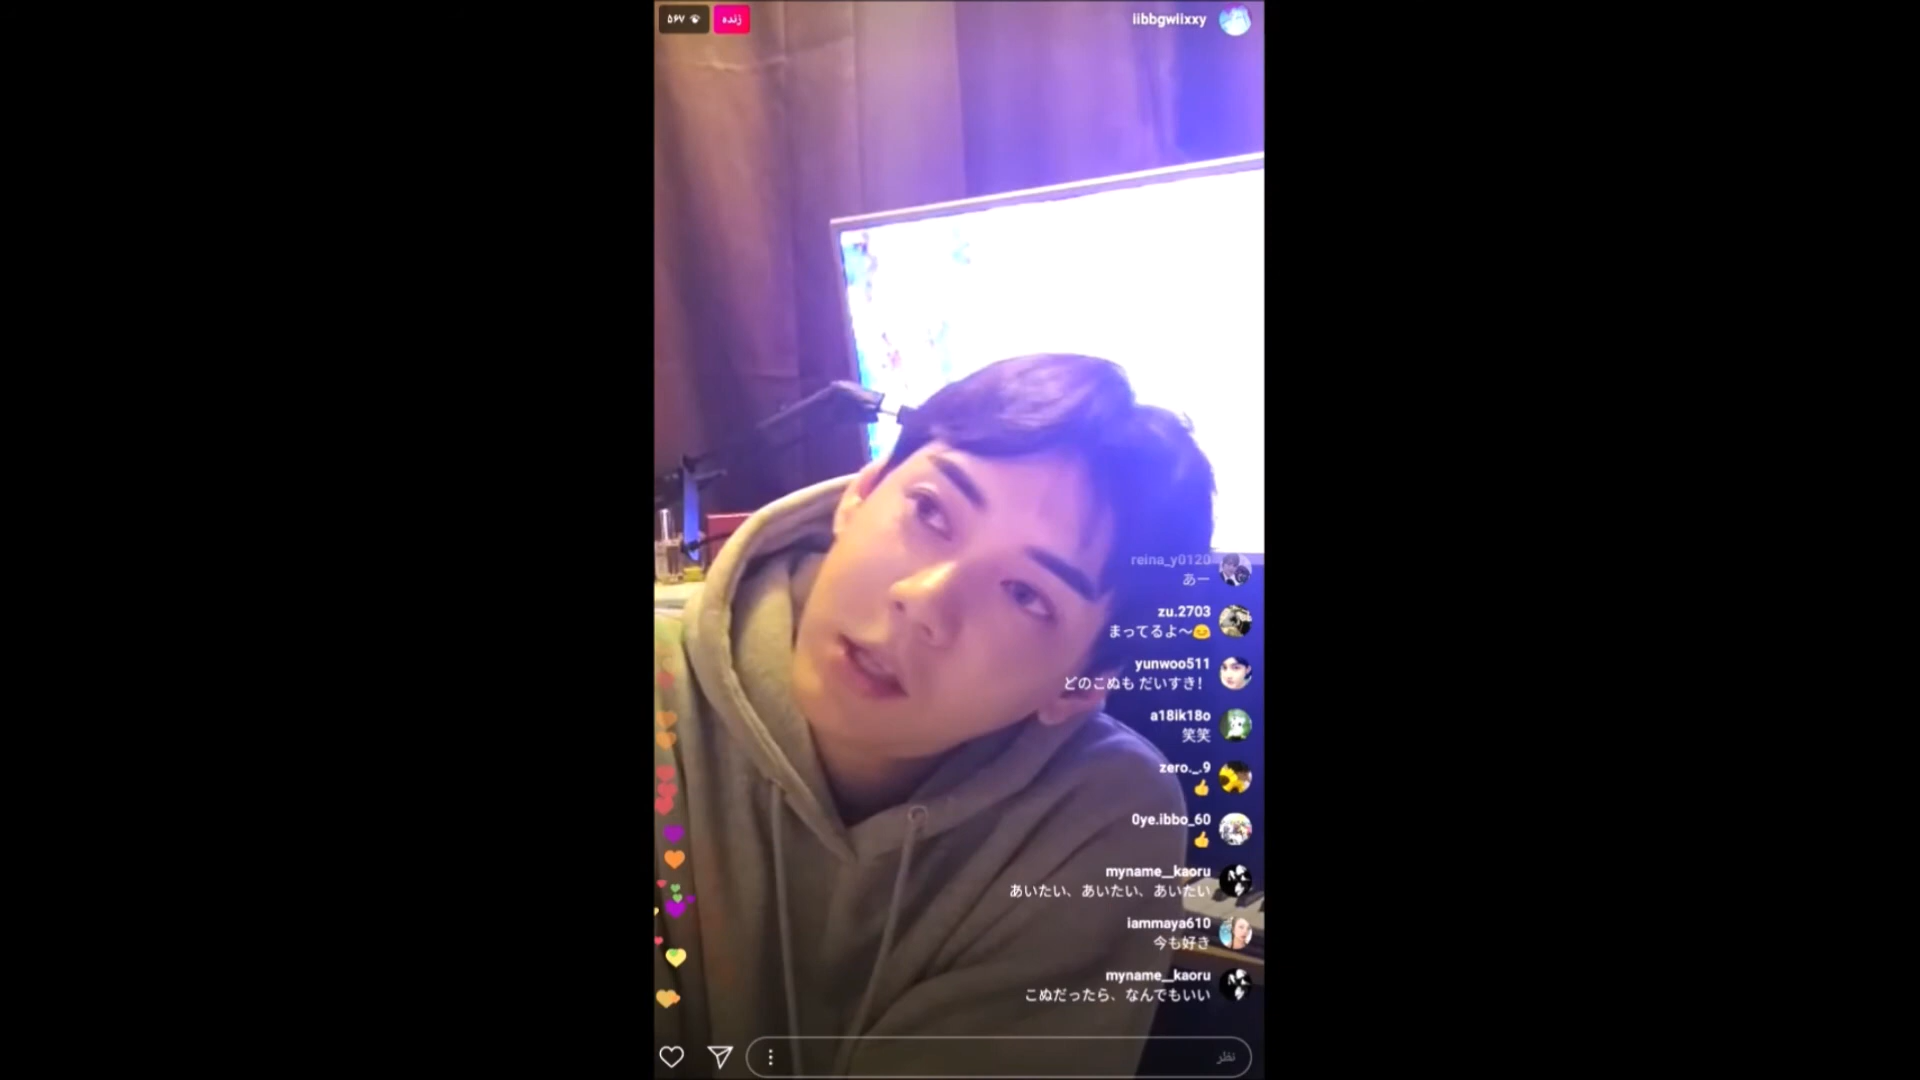 ۵۶۷
زنده
iibbgwiixxy
reina_y0120
あー
zu.2703
まってるよ〜😊
yunwoo511
どのこぬも だいすき！
a18ik18o
笑笑
zero._.9
👍
0ye.ibbo_60
👍
myname__kaoru
あいたい、あいたい、あいたい
iammaya610
今も好き
myname__kaoru
こぬだったら、なんでもいい
نظر